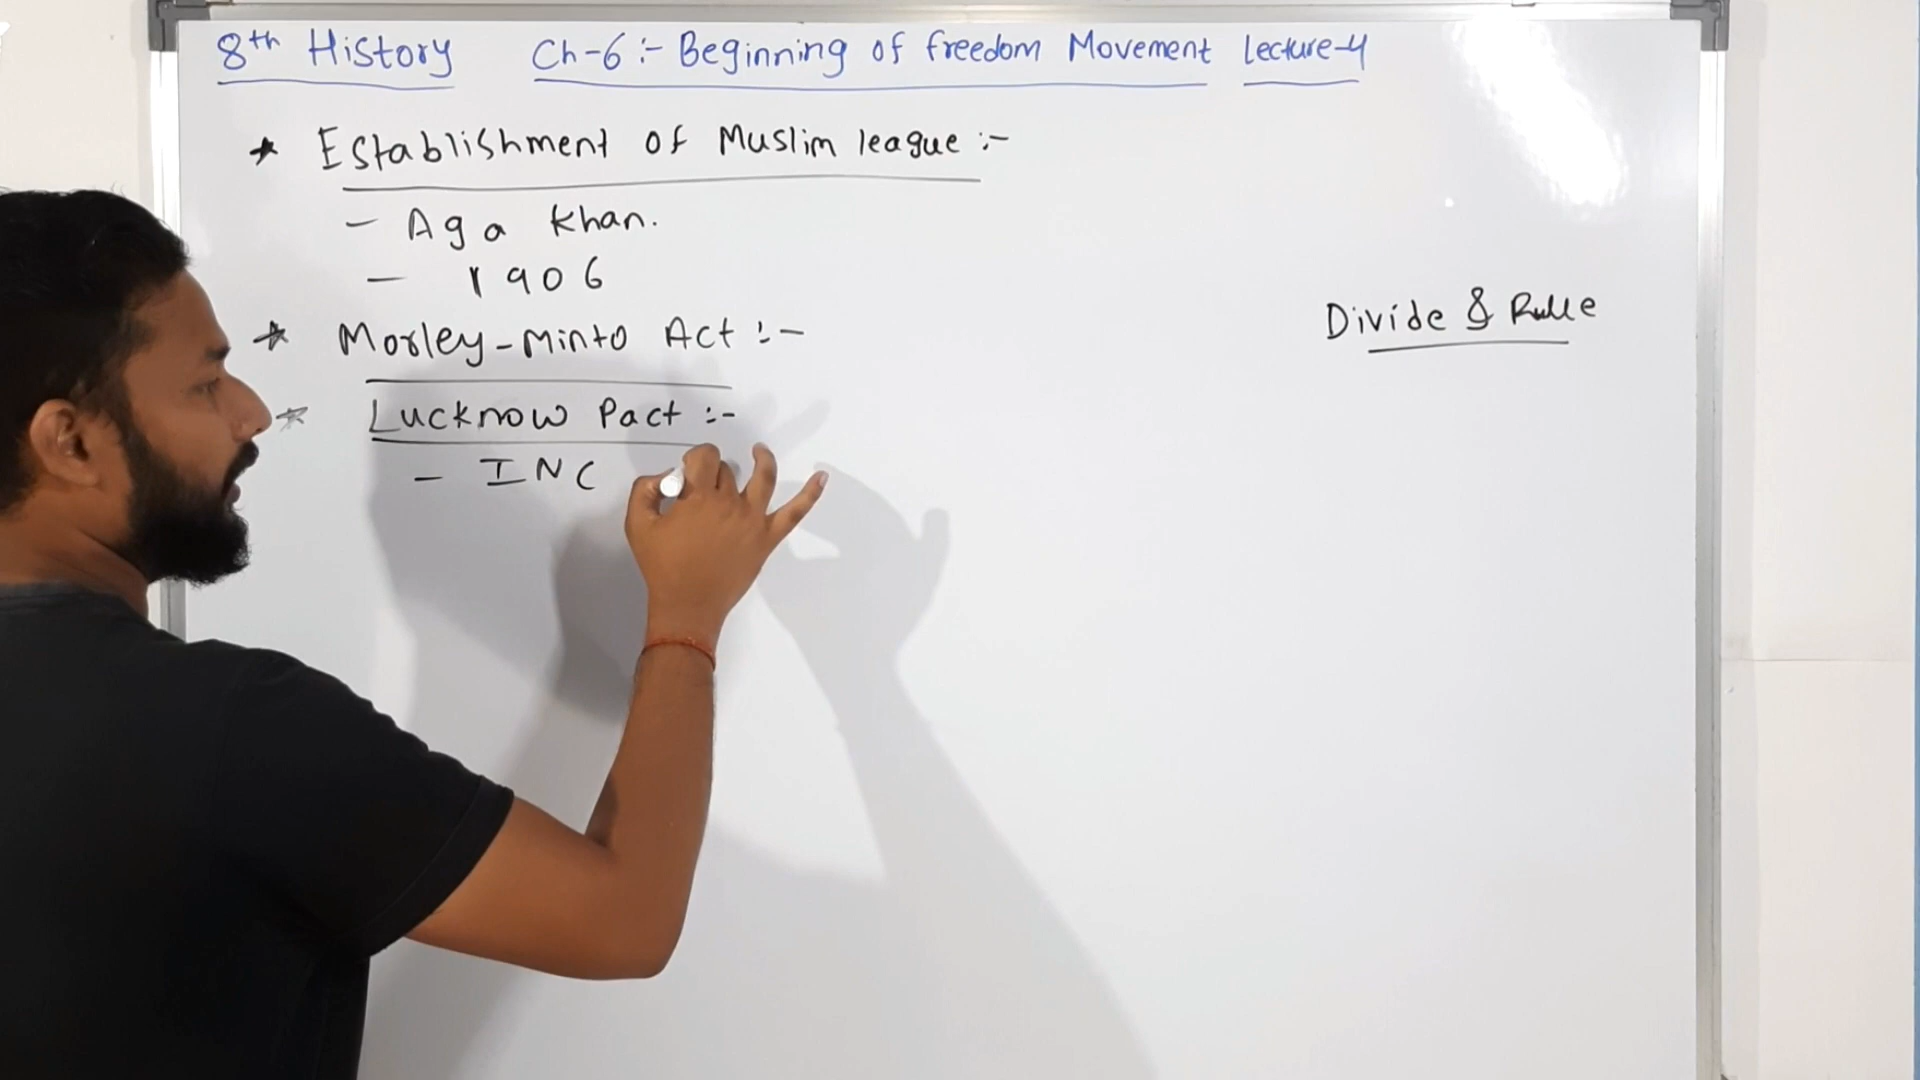 8th History Ch-6:- Beginning of freedom Movement Lecture-4
* Establishment of Muslim league :-
- Aga Khan.
- 1906
* Morley-Minto Act :-
* Lucknow Pact :-
- INC
Divide & Rulle